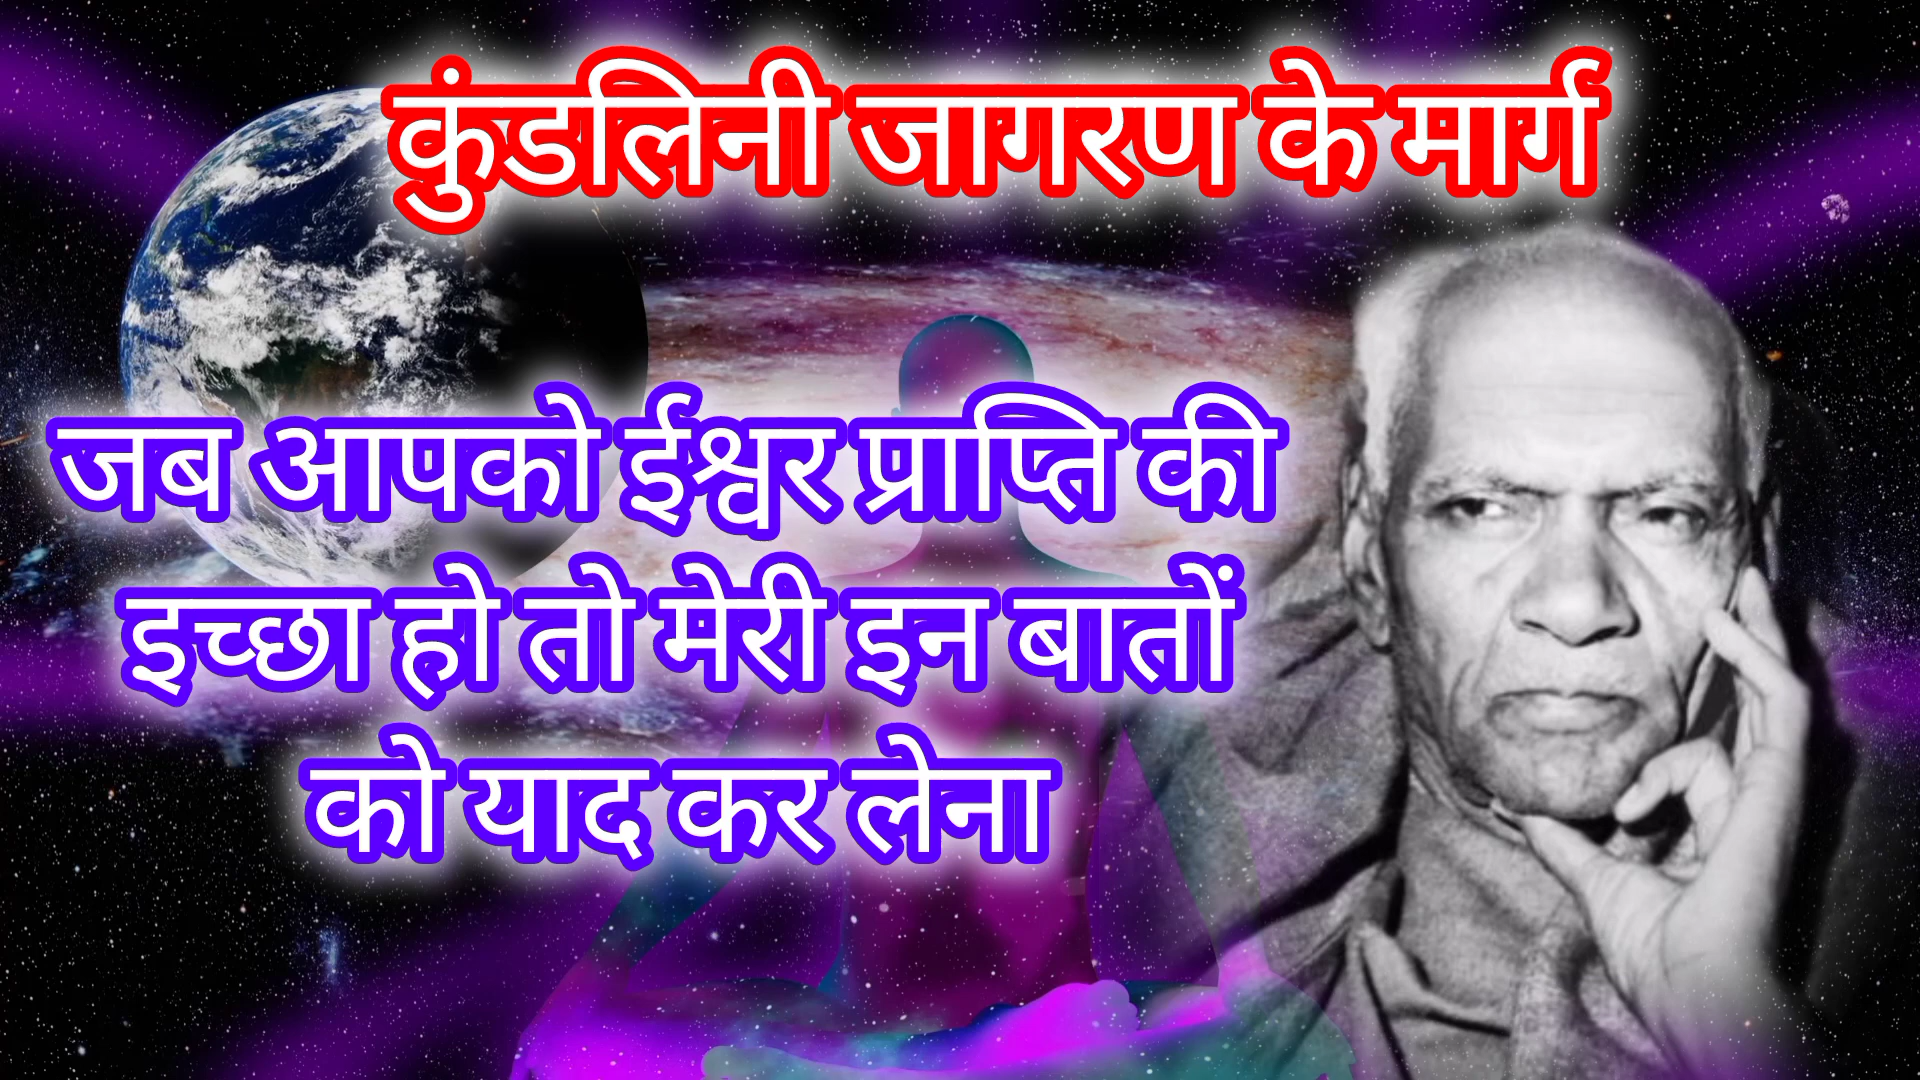 कुंडलिनी जागरण के मार्ग
जब आपको ईश्वर प्राप्ति की
इच्छा हो तो मेरी इन बातों
को याद कर लेना